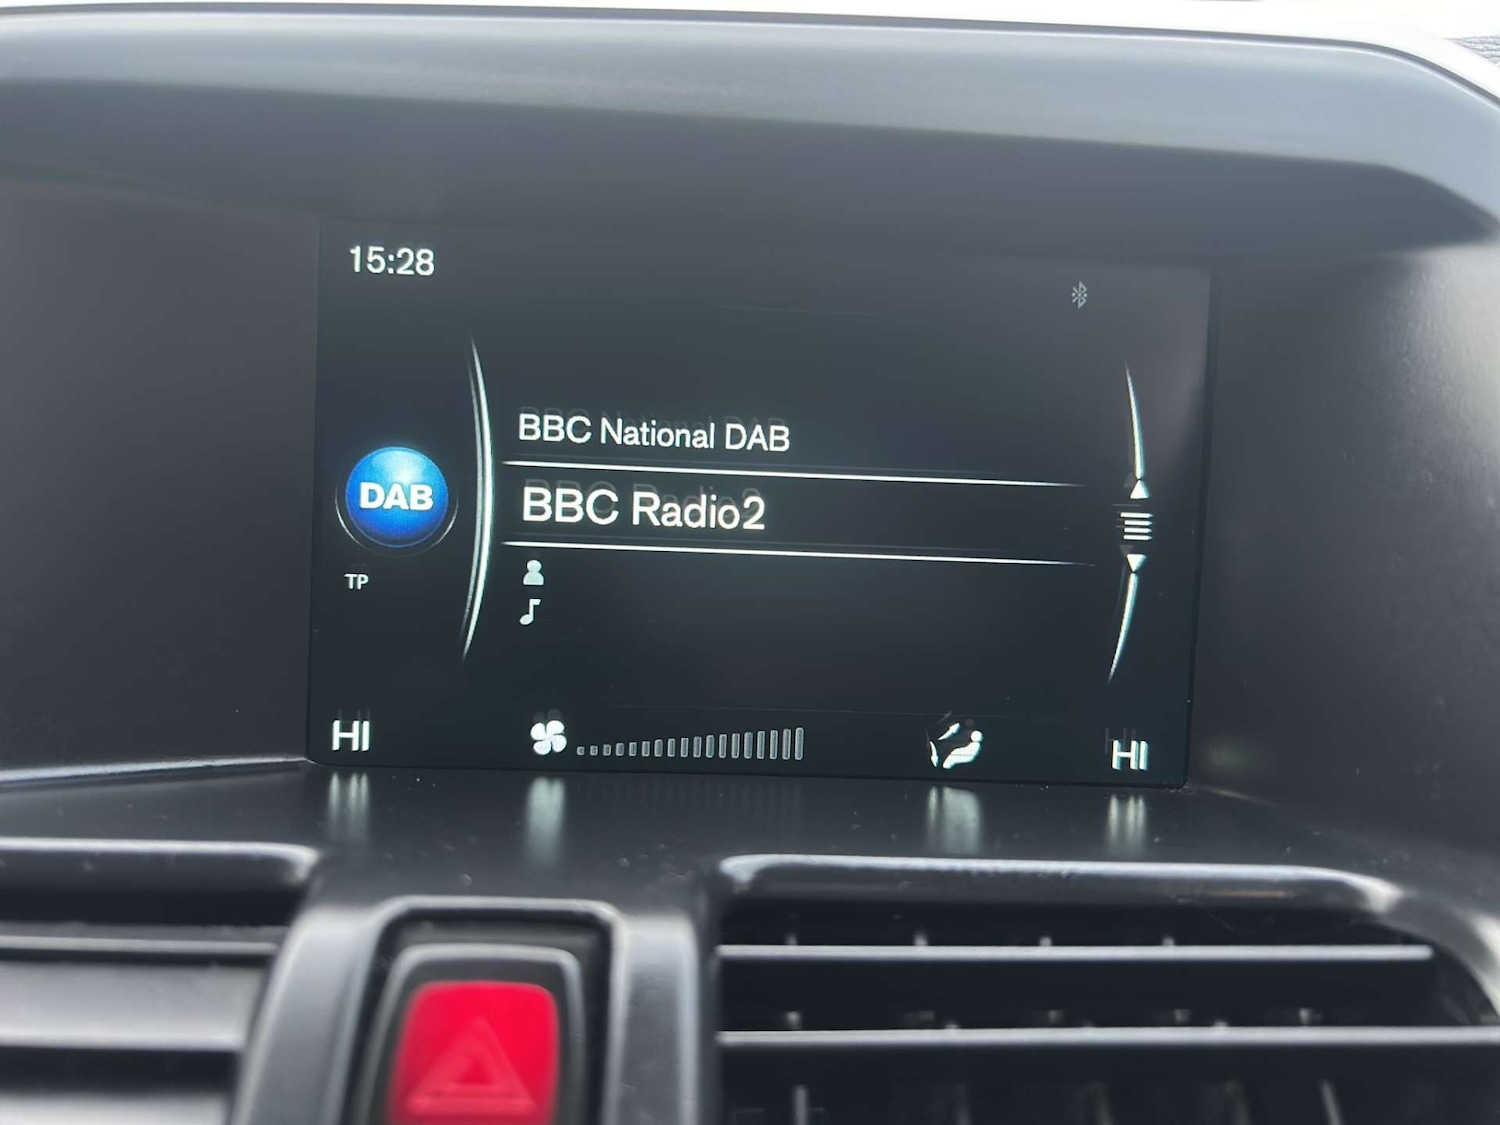 15:28
BBC National DAB
DAB
BBC Radio2
TP
HI
HI